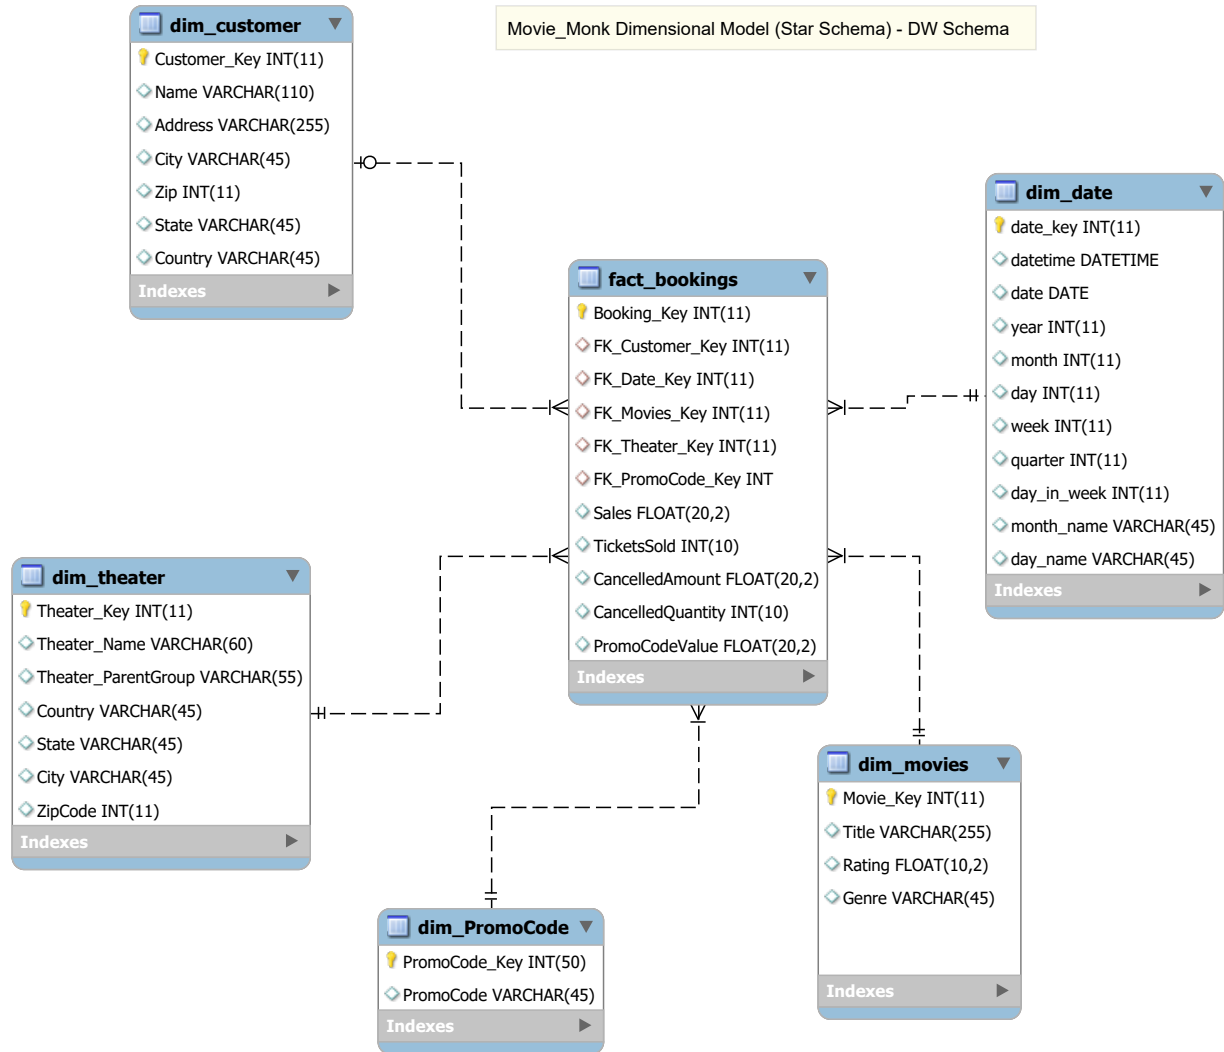 Movie_Monk Dimensional Model (Star Schema) - DW Schema
dim_customer
Customer_Key INT(11)
Name VARCHAR(110)
Address VARCHAR(255)
City VARCHAR(45)
Zip INT(11)
State VARCHAR(45)
Country VARCHAR(45)
Indexes
dim_date
date_key INT(11)
datetime DATETIME
date DATE
year INT(11)
month INT(11)
day INT(11)
week INT(11)
quarter INT(11)
day_in_week INT(11)
month_name VARCHAR(45)
day_name VARCHAR(45)
Indexes
fact_bookings
Booking_Key INT(11)
FK_Customer_Key INT(11)
FK_Date_Key INT(11)
FK_Movies_Key INT(11)
FK_Theater_Key INT(11)
FK_PromoCode_Key INT
Sales FLOAT(20,2)
TicketsSold INT(10)
CancelledAmount FLOAT(20,2)
CancelledQuantity INT(10)
PromoCodeValue FLOAT(20,2)
Indexes
dim_theater
Theater_Key INT(11)
Theater_Name VARCHAR(60)
Theater_ParentGroup VARCHAR(55)
Country VARCHAR(45)
State VARCHAR(45)
City VARCHAR(45)
ZipCode INT(11)
Indexes
dim_movies
Movie_Key INT(11)
Title VARCHAR(255)
Rating FLOAT(10,2)
Genre VARCHAR(45)
Indexes
dim_PromoCode
PromoCode_Key INT(50)
PromoCode VARCHAR(45)
Indexes